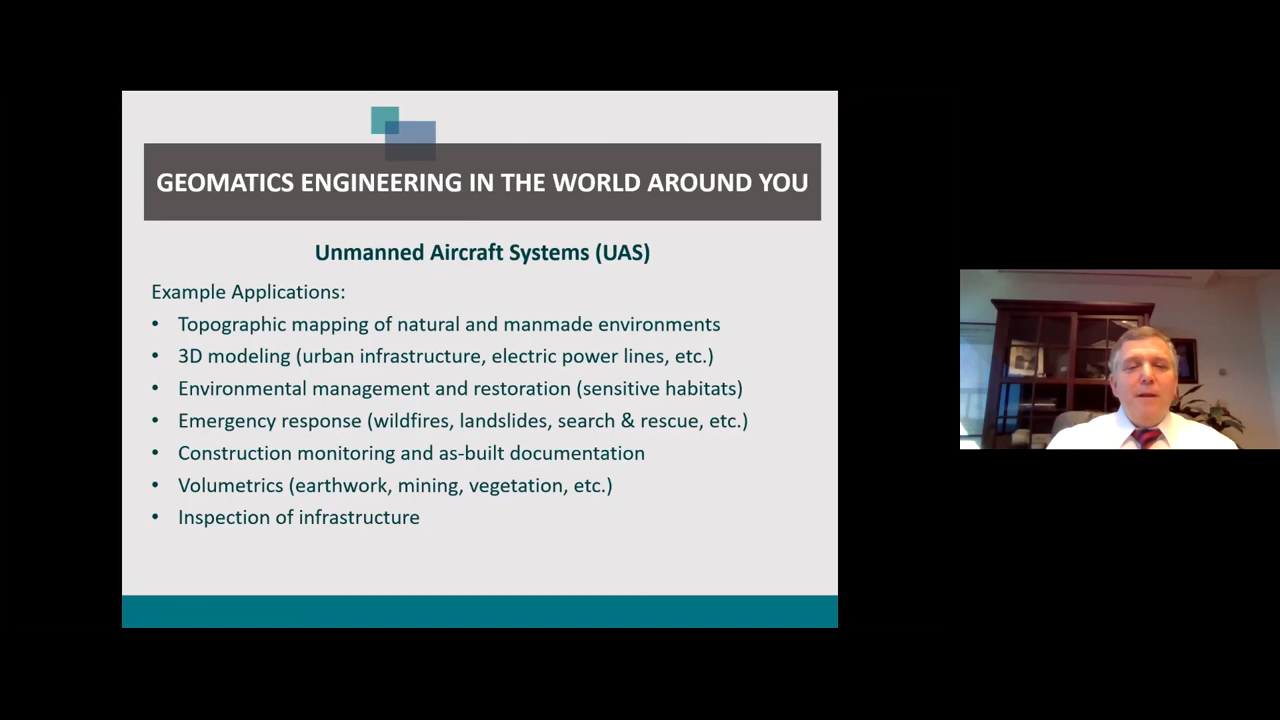 GEOMATICS ENGINEERING IN THE WORLD AROUND YOU
Unmanned Aircraft Systems (UAS)
Example Applications:
• Topographic mapping of natural and manmade environments
• 3D modeling (urban infrastructure, electric power lines, etc.)
• Environmental management and restoration (sensitive habitats)
• Emergency response (wildfires, landslides, search & rescue, etc.)
• Construction monitoring and as-built documentation
• Volumetrics (earthwork, mining, vegetation, etc.)
• Inspection of infrastructure